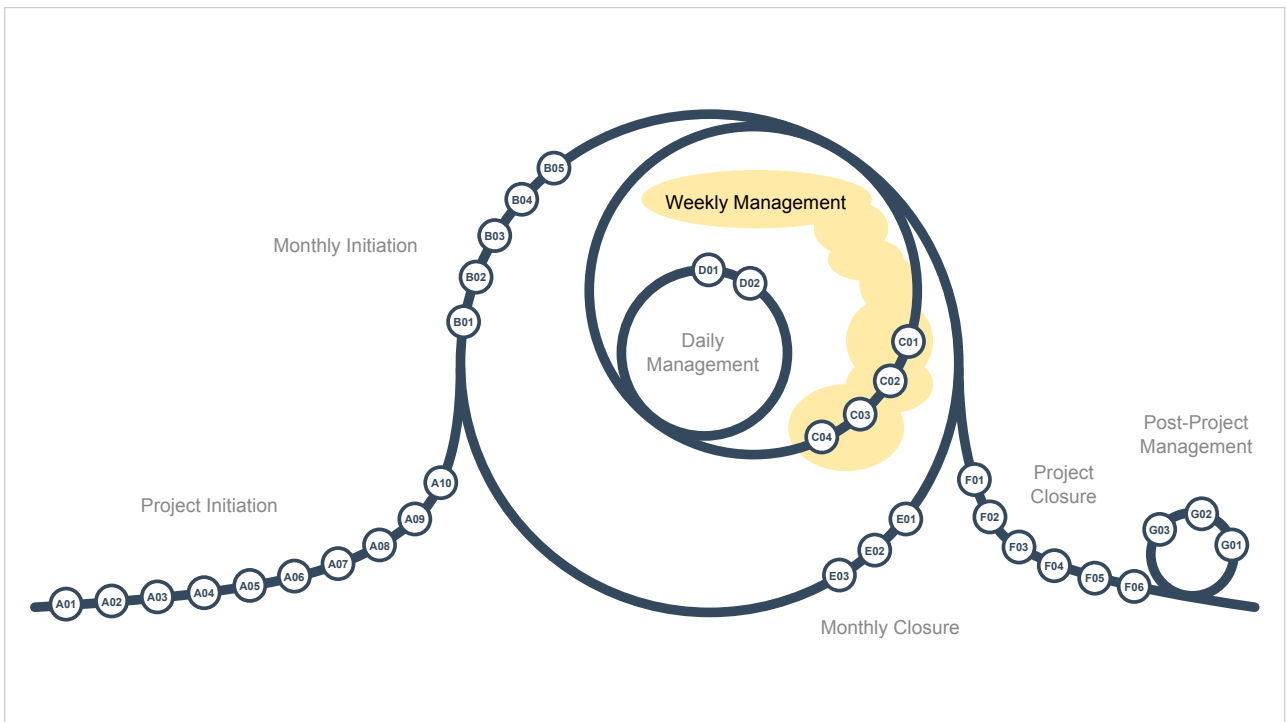 B05
B04
B03
B02
B01
Monthly Initiation
Weekly Management
D01
D02
Daily
Management
C01
C02
C03
C04
A10
A09
A08
A07
A06
A05
A04
A03
A02
A01
Project Initiation
E01
E02
E03
Monthly Closure
F01
F02
F03
F04
F05
F06
Project
Closure
Post-Project
Management
G03
G02
G01